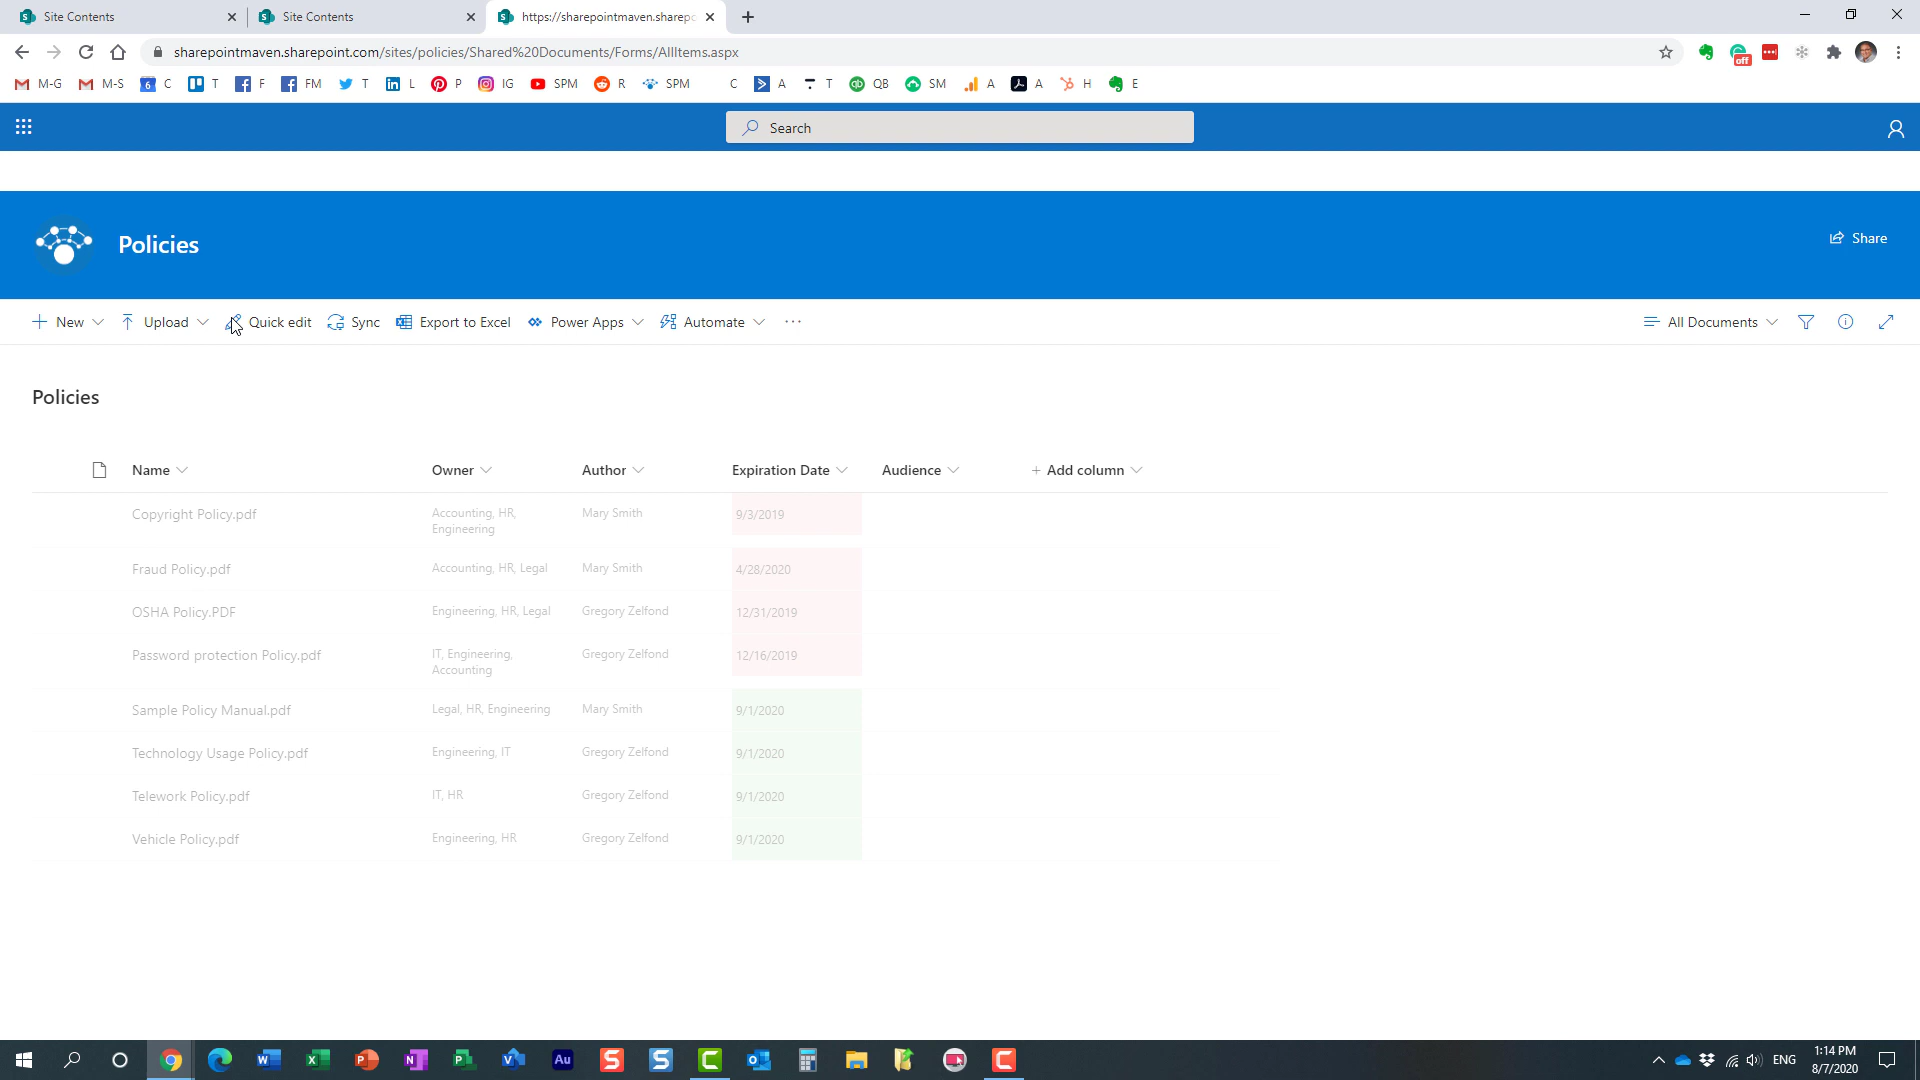 Site Contents
Site Contents
https://sharepointmaven.sharepo
sharepointmaven.sharepoint.com/sites/policies/Shared%20Documents/Forms/AllItems.aspx
off
M-G
M-S
6 C
T
F
FM
T
L
P
IG
SPM
R
SPM
C
A
T
QB
SM
A
A
H
E
Search
Policies
Share
New
Upload
Quick edit
Sync
Export to Excel
Power Apps
Automate
All Documents
Policies
Name Owner Author Expiration Date Audience Add column
Copyright Policy.pdf Accounting, HR, Mary Smith 9/3/2019
Engineering
Fraud Policy.pdf Accounting, HR, Legal Mary Smith 4/28/2020
OSHA Policy.PDF Engineering, HR, Legal Gregory Zelfond 12/31/2019
Password protection Policy.pdf IT, Engineering, Gregory Zelfond 12/16/2019
Accounting
Sample Policy Manual.pdf Legal, HR, Engineering Mary Smith 9/1/2020
Technology Usage Policy.pdf Engineering, IT Gregory Zelfond 9/1/2020
Telework Policy.pdf IT, HR Gregory Zelfond 9/1/2020
Vehicle Policy.pdf Engineering, HR Gregory Zelfond 9/1/2020
ENG
1:14 PM
8/7/2020